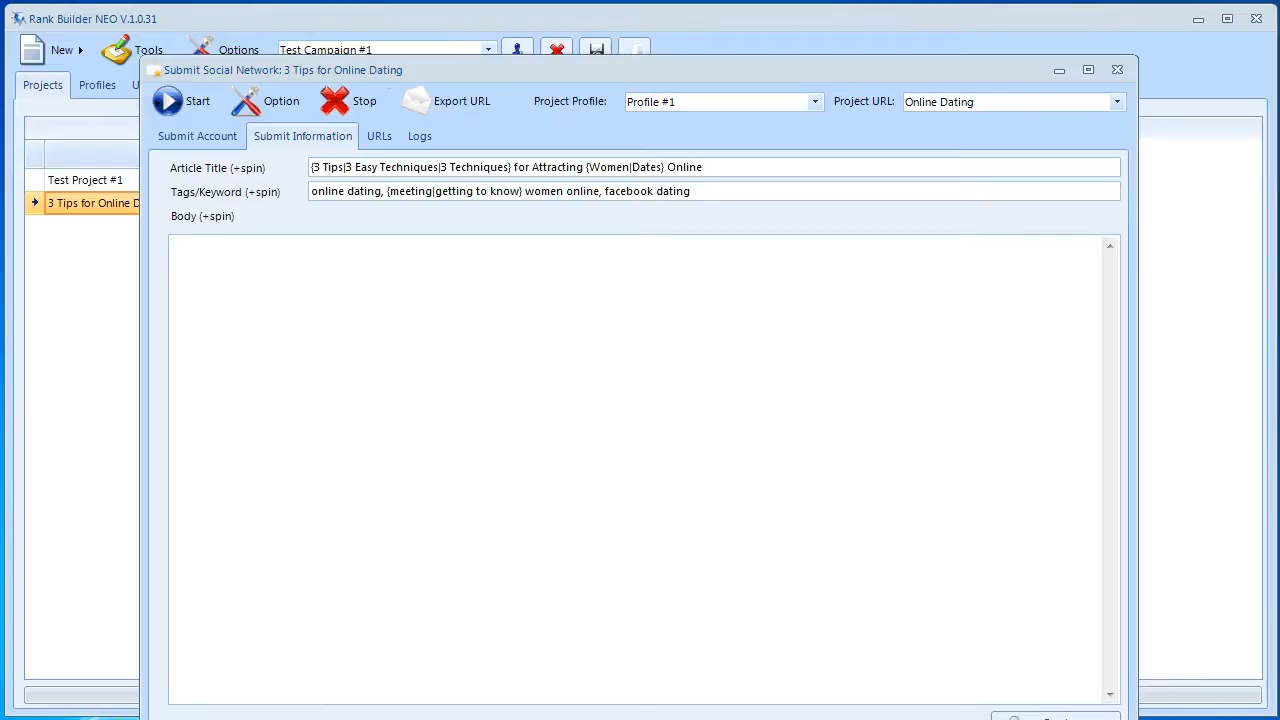 Rank Builder NEO V.1.0.31
New Tools Options Test Campaign #1
Submit Social Network: 3 Tips for Online Dating
Projects Profiles U
Start Option Stop Export URL Project Profile: Profile #1 Project URL: Online Dating
Submit Account Submit Information URLs Logs
Article Title (+spin) {3 Tips|3 Easy Techniques|3 Techniques} for Attracting {Women|Dates} Online
Test Project #1
Tags/Keyword (+spin) online dating, {meeting|getting to know} women online, facebook dating
3 Tips for Online D
Body (+spin)